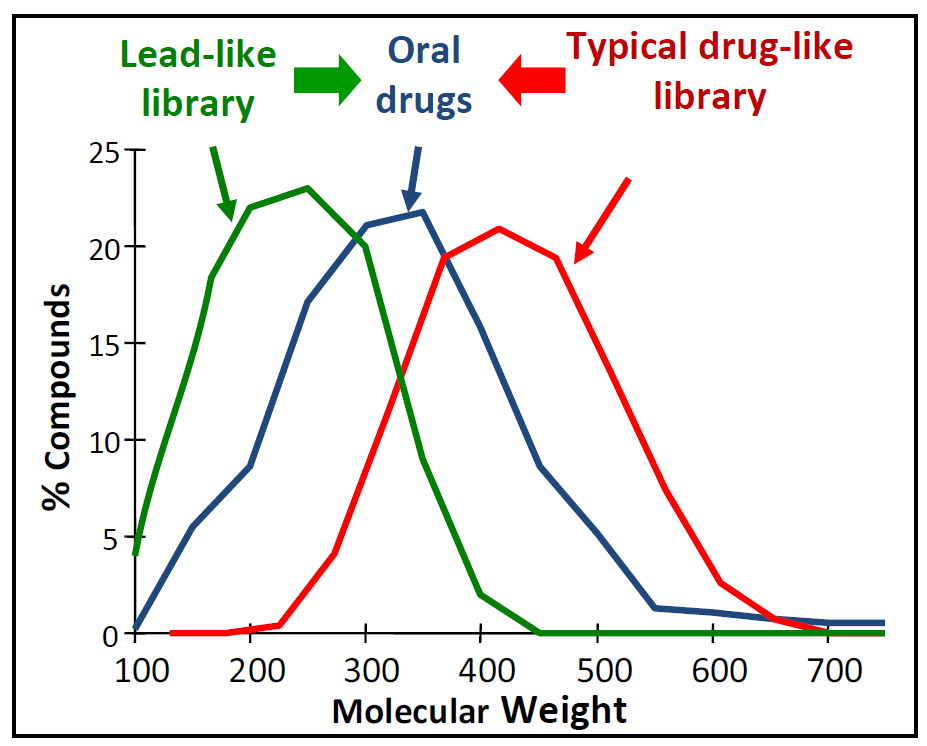 Lead-like
library
Oral
drugs
Typical drug-like
library
25
20
15
10
5
0
% Compounds
100 200 300 400 500 600 700
Molecular Weight